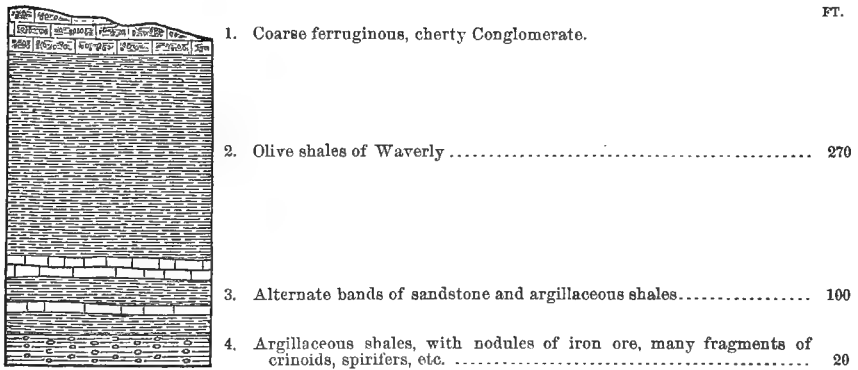 FT.
1. Coarse ferruginous, cherty Conglomerate.
2. Olive shales of Waverly ........................................................ 270
3. Alternate bands of sandstone and argillaceous shales.................... 100
4. Argillaceous shales, with nodules of iron ore, many fragments of
crinoids, spirifers, etc. ...................................................... 20